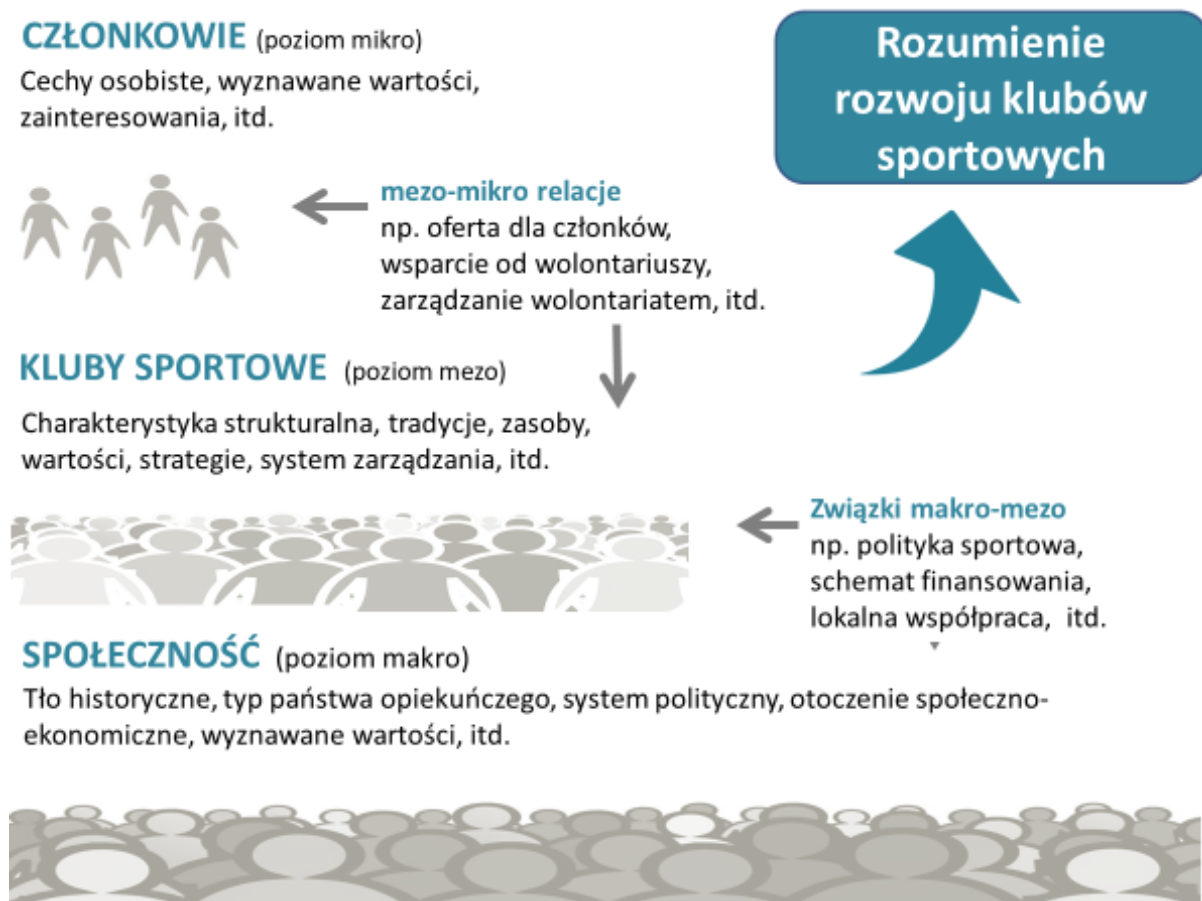 CZŁONKOWIE (poziom mikro)
Cechy osobiste, wyznawane wartości,
zainteresowania, itd.
Rozumienie
rozwoju klubów
sportowych
mezo-mikro relacje
np. oferta dla członków,
wsparcie od wolontariuszy,
zarządzanie wolontariatem, itd.
KLUBY SPORTOWE (poziom mezo)
Charakterystyka strukturalna, tradycje, zasoby,
wartości, strategie, system zarządzania, itd.
Związki makro-mezo
np. polityka sportowa,
schemat finansowania,
lokalna współpraca, itd.
SPOŁECZNOŚĆ (poziom makro)
Tło historyczne, typ państwa opiekuńczego, system polityczny, otoczenie społeczno-
ekonomiczne, wyznawane wartości, itd.